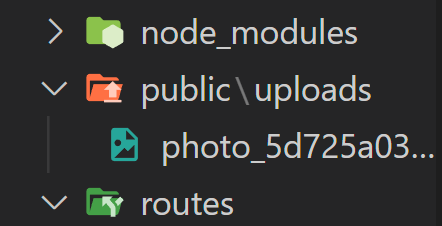 node_modules
public\uploads
photo_5d725a03...
routes